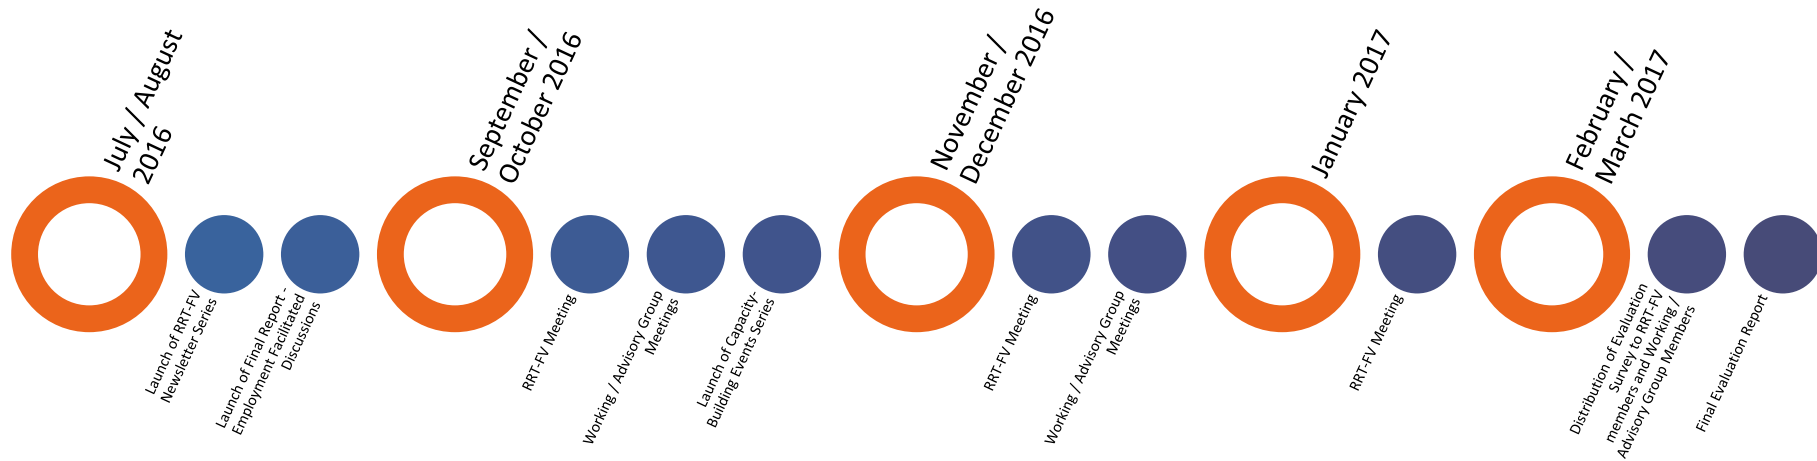 July / August
2016
Launch of RRT-FV
Newsletter Series
Launch of Final Report -
Employment Facilitated
Discussions
September /
October 2016
RRT-FV Meeting
Working / Advisory Group
Meetings
Launch of Capacity-
Building Events Series
November /
December 2016
RRT-FV Meeting
Working / Advisory Group
Meetings
January 2017
RRT-FV Meeting
February /
March 2017
Distribution of Evaluation
Survey to RRT-FV
members and Working /
Advisory Group Members
Final Evaluation Report